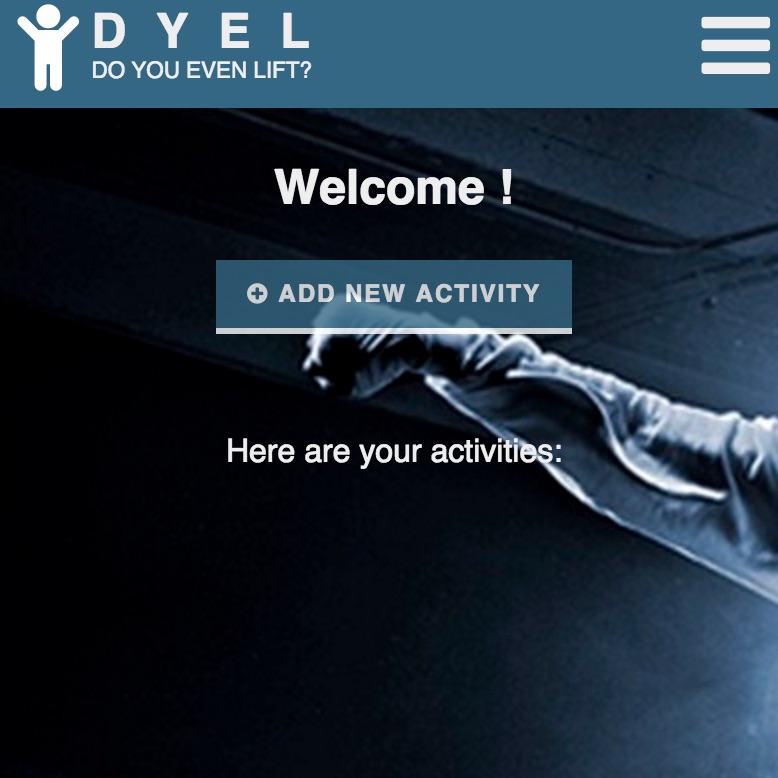 D Y E L
DO YOU EVEN LIFT?
Welcome !
ADD NEW ACTIVITY
Here are your activities: